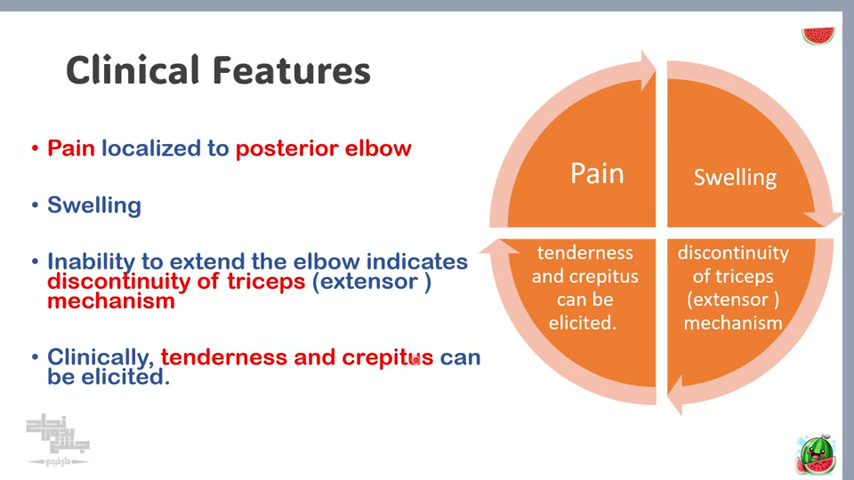 Clinical Features
• Pain localized to posterior elbow
• Swelling
• Inability to extend the elbow indicates
discontinuity of triceps (extensor )
mechanism
• Clinically, tenderness and crepitus can
be elicited.
Pain
Swelling
tenderness
and crepitus
can be
elicited.
discontinuity
of triceps
(extensor )
mechanism